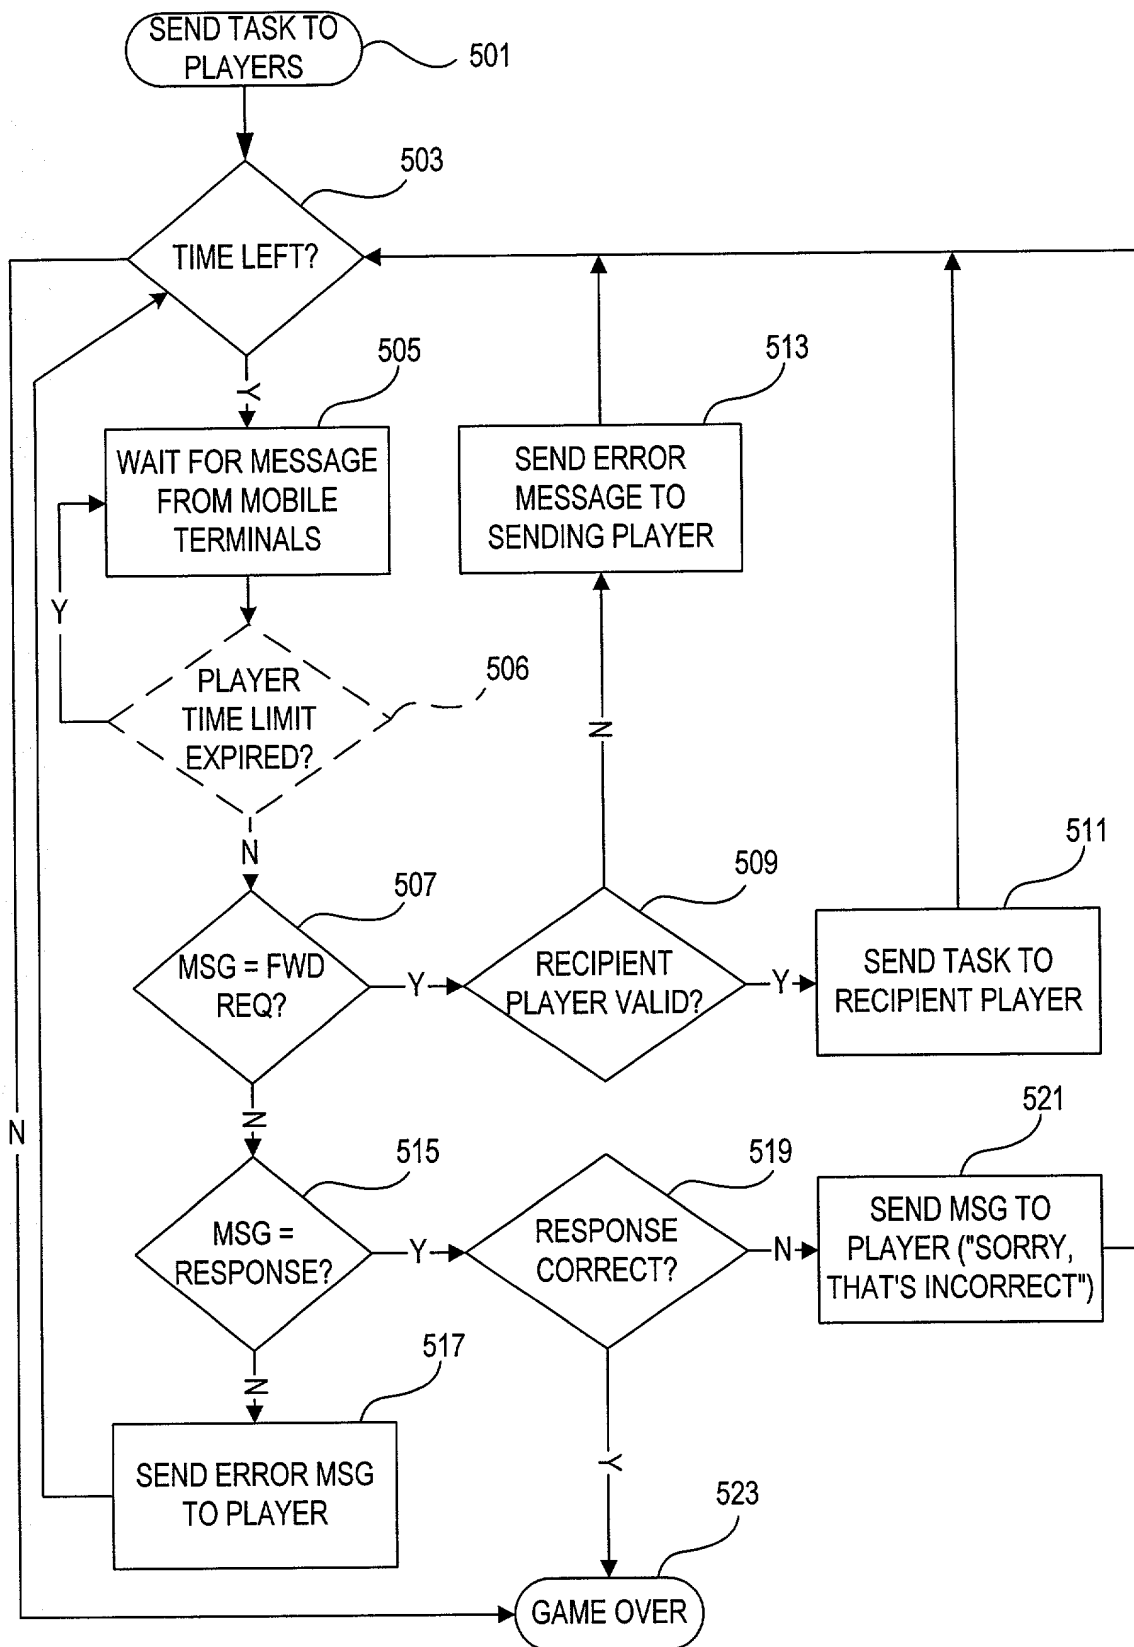 SEND TASK TO
PLAYERS
501
503
TIME LEFT?
Y
505
WAIT FOR MESSAGE
FROM MOBILE
TERMINALS
513
SEND ERROR
MESSAGE TO
SENDING PLAYER
Y
PLAYER
TIME LIMIT
EXPIRED?
506
N
N
507
MSG = FWD
REQ?
Y
509
RECIPIENT
PLAYER VALID?
Y
511
SEND TASK TO
RECIPIENT PLAYER
N
N
515
MSG =
RESPONSE?
Y
519
RESPONSE
CORRECT?
N
521
SEND MSG TO
PLAYER ("SORRY,
THAT'S INCORRECT")
N
517
SEND ERROR MSG
TO PLAYER
Y
523
GAME OVER